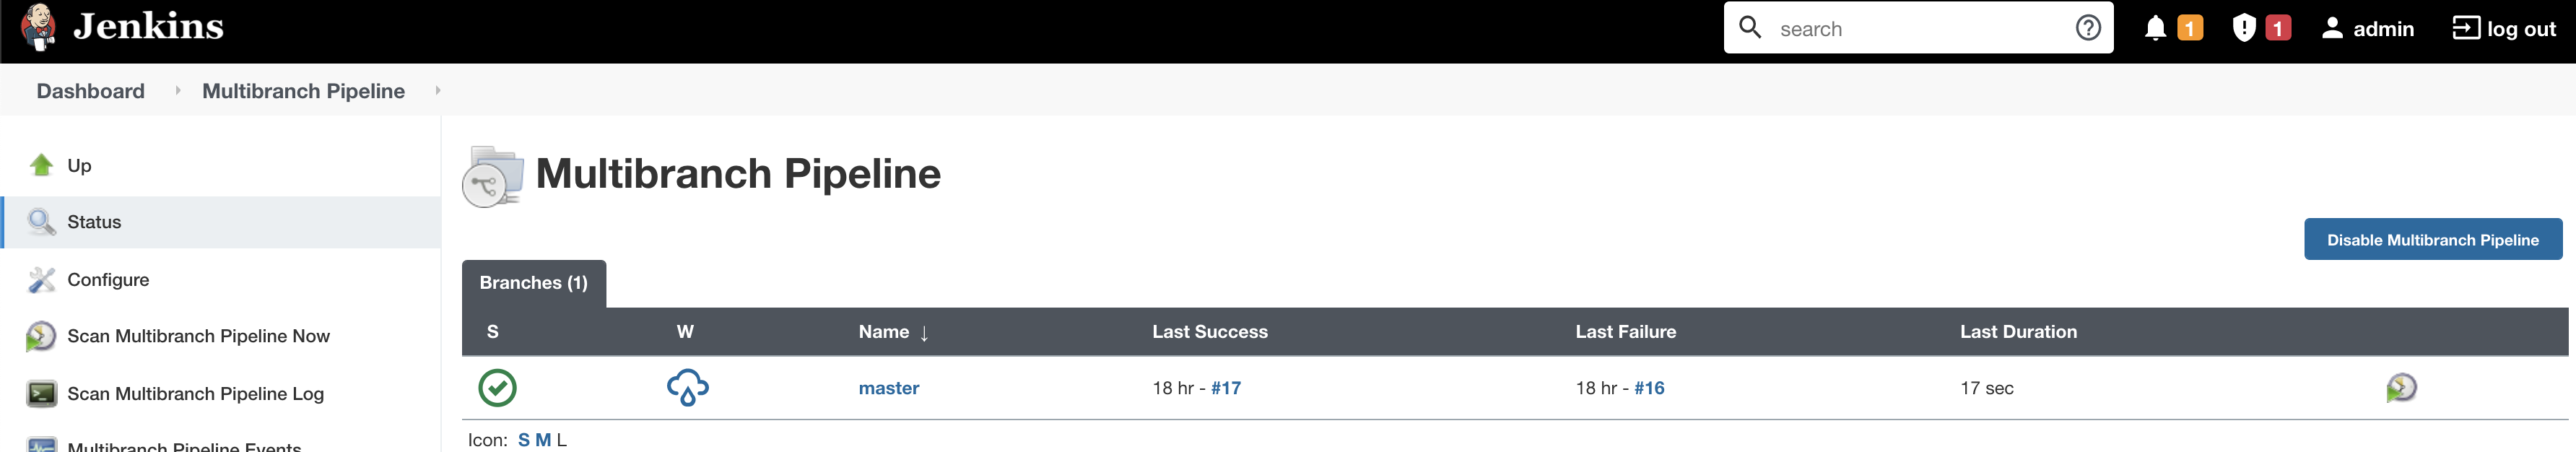 Jenkins
search
1
1
admin
log out
Dashboard
Multibranch Pipeline
Up
Status
Configure
Scan Multibranch Pipeline Now
Scan Multibranch Pipeline Log
Multibranch Pipeline Events
Multibranch Pipeline
Disable Multibranch Pipeline
Branches (1)
S W Name ↓ Last Success Last Failure Last Duration
master 18 hr - #17 18 hr - #16 17 sec
Icon: S M L